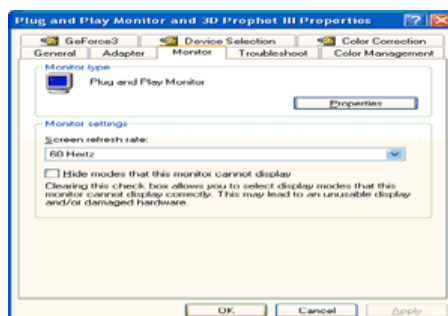 Plug and Play Monitor and 3D Prophet III Properties
GeForce3 Device Selection Color Correction
General Adapter Monitor Troubleshoot Color Management
Monitor type
Plug and Play Monitor
Properties
Monitor settings
Screen refresh rate:
60 Hertz
Hide modes that this monitor cannot display
Clearing this check box allows you to select display modes that this
monitor cannot display correctly. This may lead to an unusable display
and/or damaged hardware.
OK Cancel Apply